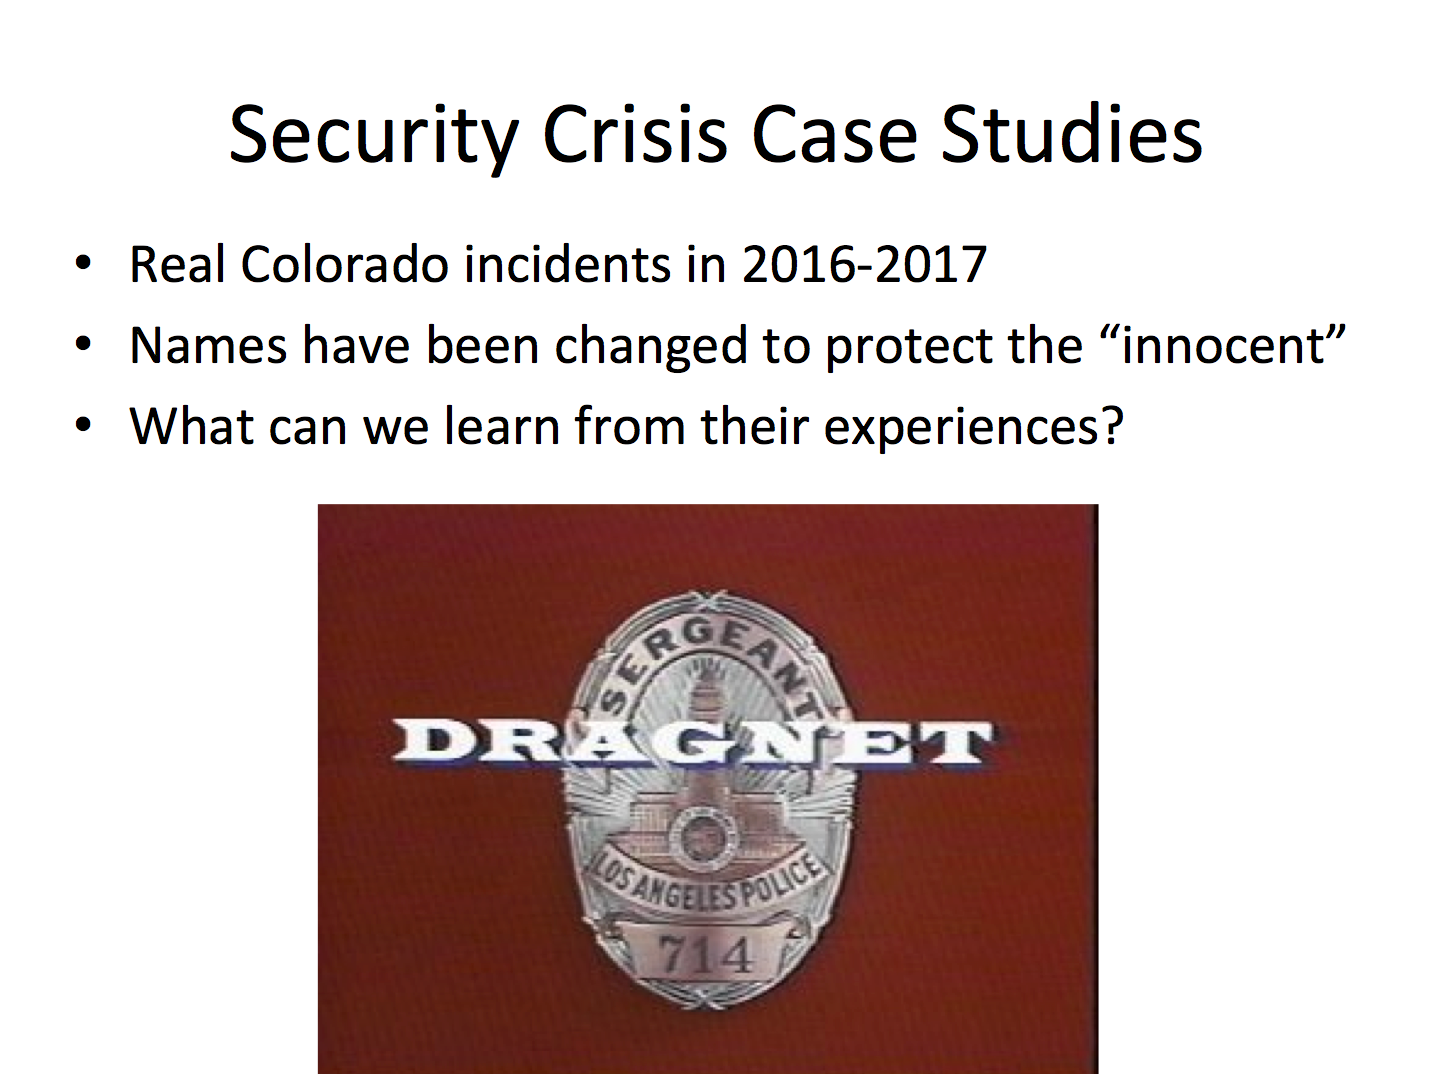 Security Crisis Case Studies
• Real Colorado incidents in 2016-2017
• Names have been changed to protect the “innocent”
• What can we learn from their experiences?
SERGEANT
DRAGNET
LOS ANGELES POLICE
714